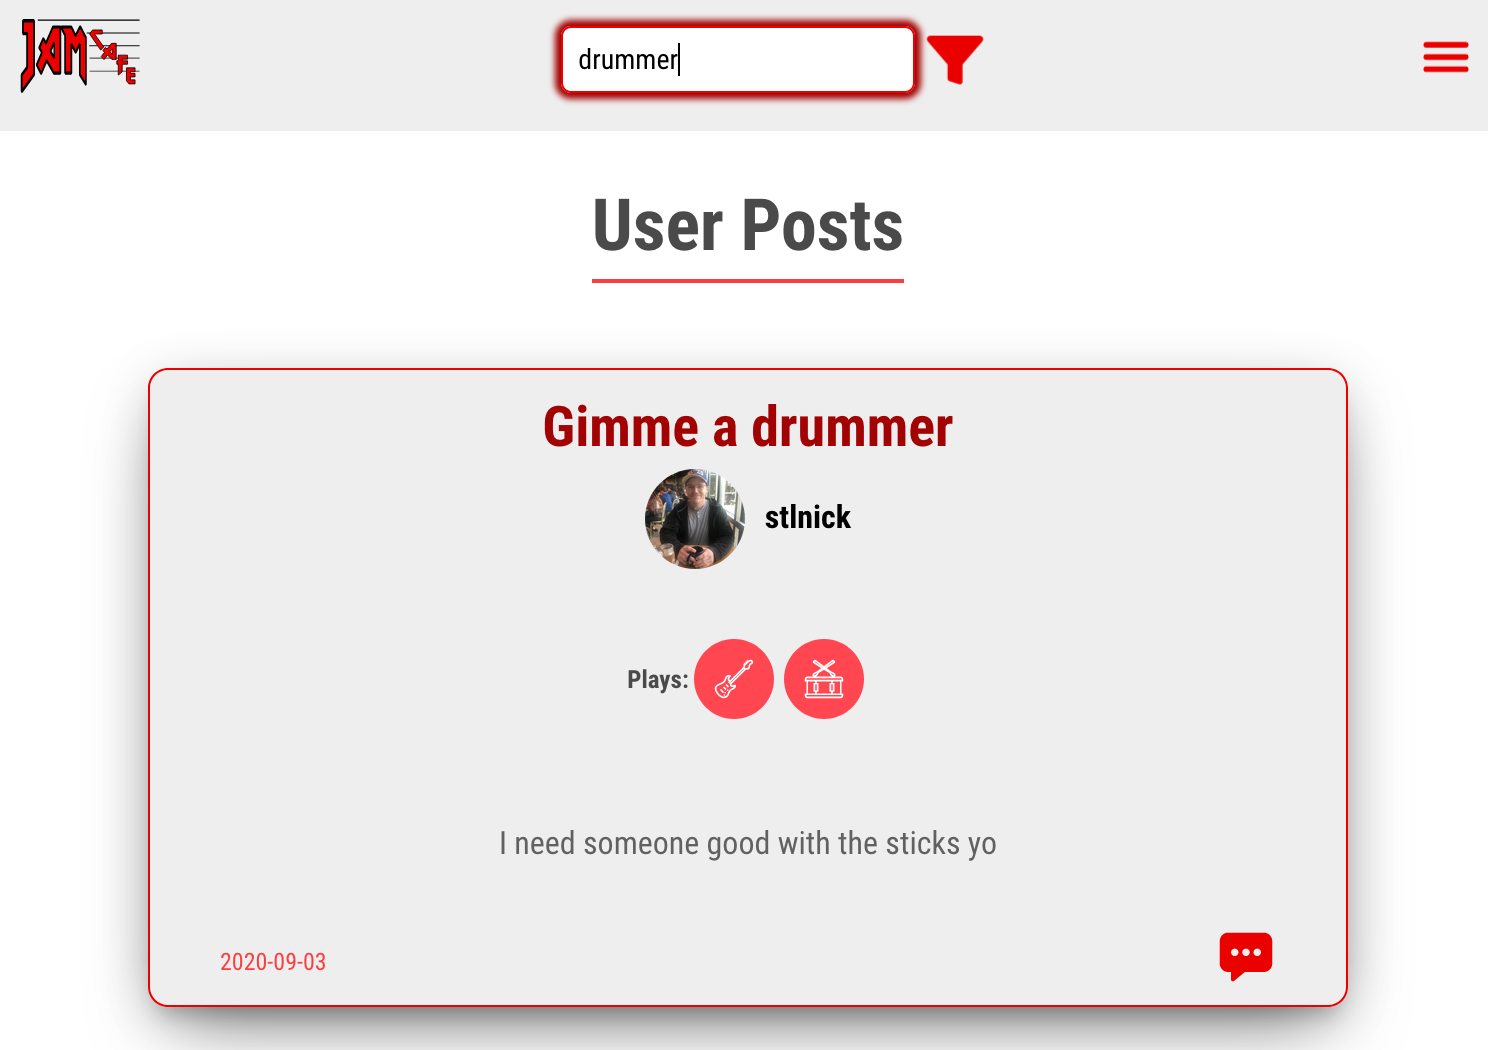 JAM CAFE
drummer
User Posts
Gimme a drummer
stlnick
Plays:
I need someone good with the sticks yo
2020-09-03